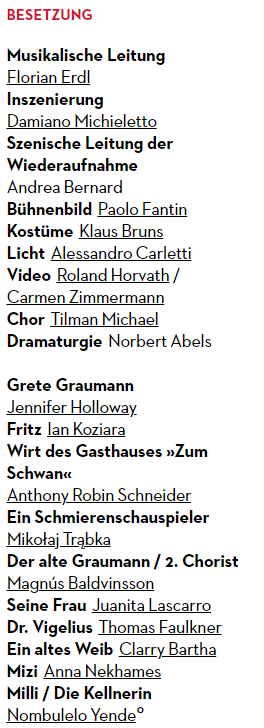 BESETZUNG
Musikalische Leitung
Florian Erdl
Inszenierung
Damiano Michieletto
Szenische Leitung der
Wiederaufnahme
Andrea Bernard
Bühnenbild Paolo Fantin
Kostüme Klaus Bruns
Licht Alessandro Carletti
Video Roland Horvath /
Carmen Zimmermann
Chor Tilman Michael
Dramaturgie Norbert Abels
Grete Graumann
Jennifer Holloway
Fritz Ian Koziara
Wirt des Gasthauses »Zum
Schwan«
Anthony Robin Schneider
Ein Schmierenschauspieler
Mikołaj Trąbka
Der alte Graumann / 2. Chorist
Magnús Baldvinsson
Seine Frau Juanita Lascarro
Dr. Vigelius Thomas Faulkner
Ein altes Weib Clarry Bartha
Mizi Anna Nekhames
Milli / Die Kellnerin
Nombulelo Yende°